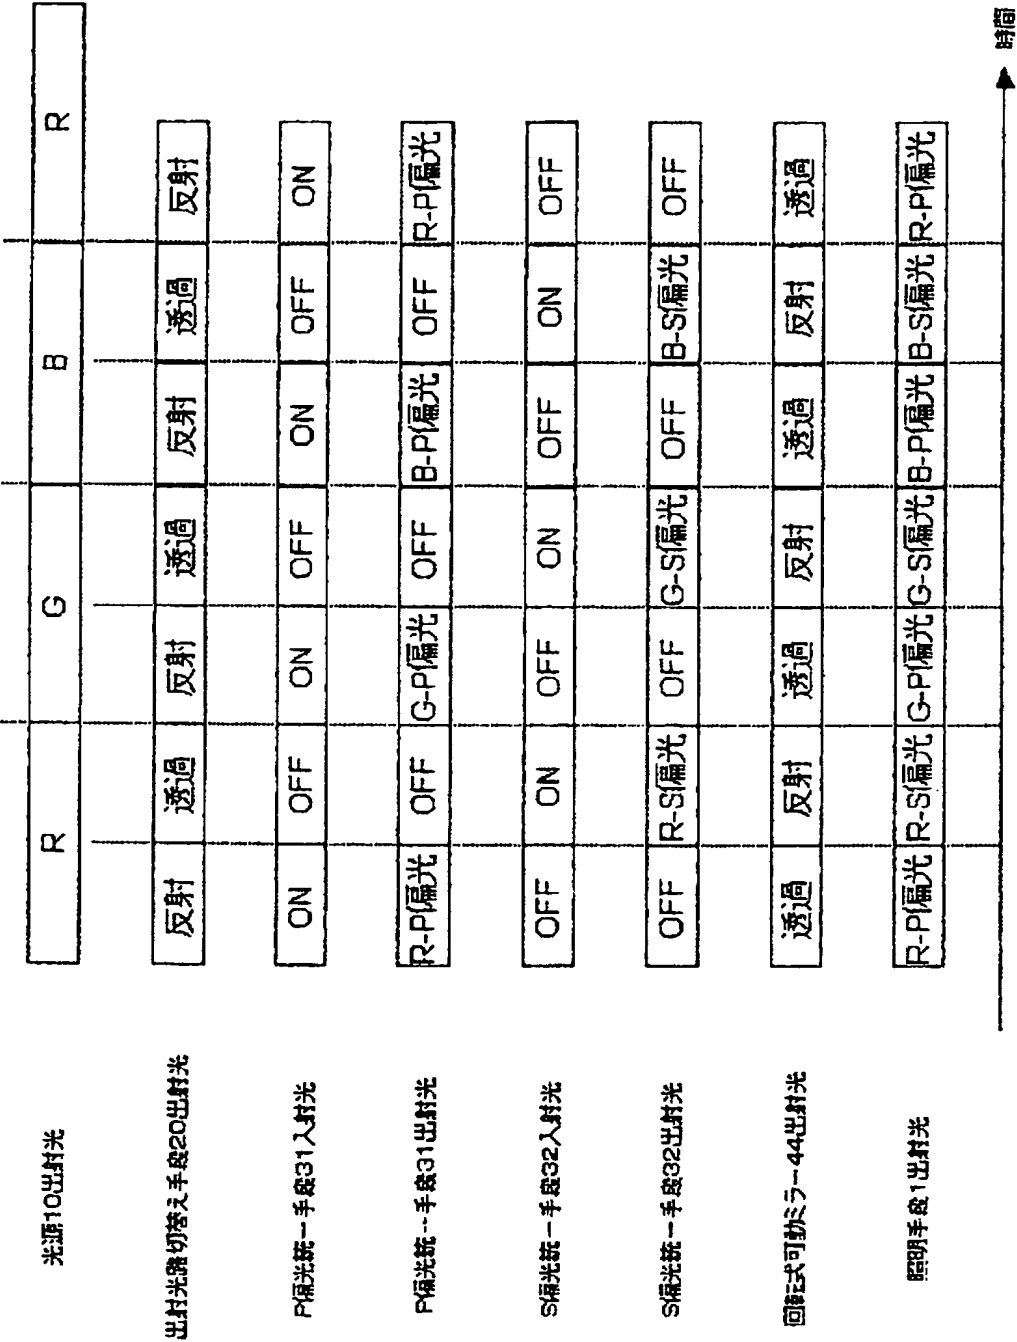 光源10出射光 R G B R
出射光路切替え手段20出射光 反射 透過 反射 透過 反射 透過 反射
P偏光統一手段31入射光 ON OFF ON OFF ON OFF ON
P偏光統一手段31出射光 R-P偏光 OFF G-P偏光 OFF B-P偏光 OFF R-P偏光
S偏光統一手段32入射光 OFF ON OFF ON OFF ON OFF
S偏光統一手段32出射光 OFF R-S偏光 OFF G-S偏光 OFF B-S偏光 OFF
回転式可動ミラー44出射光 透過 反射 透過 反射 透過 反射 透過
照明手段1出射光 R-P偏光 R-S偏光 G-P偏光 G-S偏光 B-P偏光 B-S偏光 R-P偏光
時間